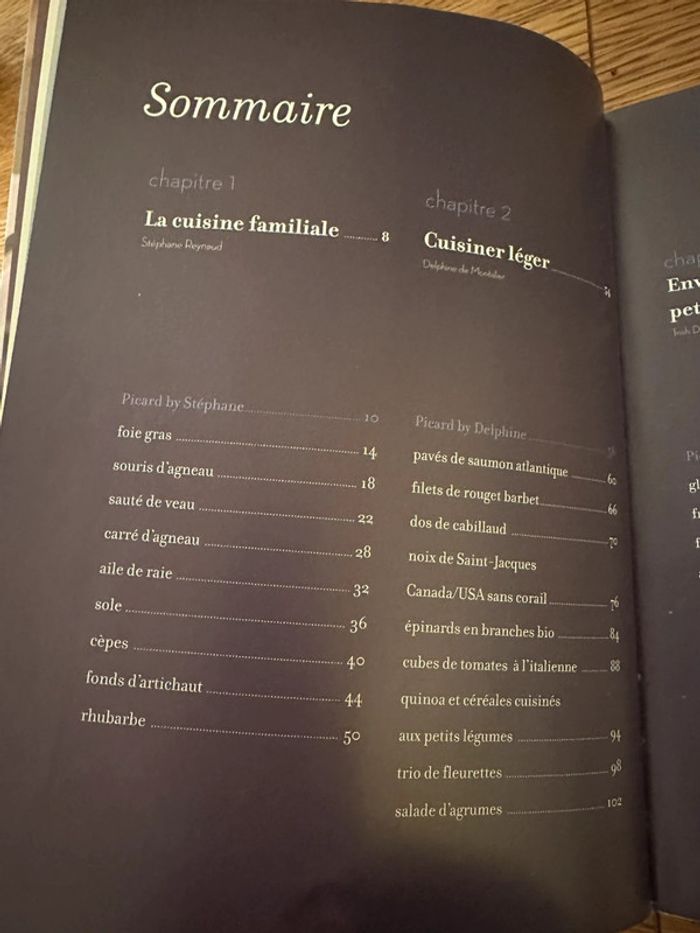 Sommaire
chapitre 1
La cuisine familiale ........ 8
Stéphane Reynaud
Picard by Stéphane ........ 10
foie gras ........ 14
souris d'agneau ........ 18
sauté de veau ........ 22
carré d'agneau ........ 28
aile de raie ........ 32
sole ........ 36
cèpes ........ 40
fonds d'artichaut ........ 44
rhubarbe ........ 50
chapitre 2
Cuisiner léger ........
Delphine de Montalier
Picard by Delphine ........
pavés de saumon atlantique ........ 60
filets de rouget barbet ........ 66
dos de cabillaud ........ 70
noix de Saint-Jacques
Canada/USA sans corail ........ 76
épinards en branches bio ........ 84
cubes de tomates à l'italienne ........ 88
quinoa et céréales cuisinés
aux petits légumes ........ 94
trio de fleurettes ........ 98
salade d'agrumes ........ 102